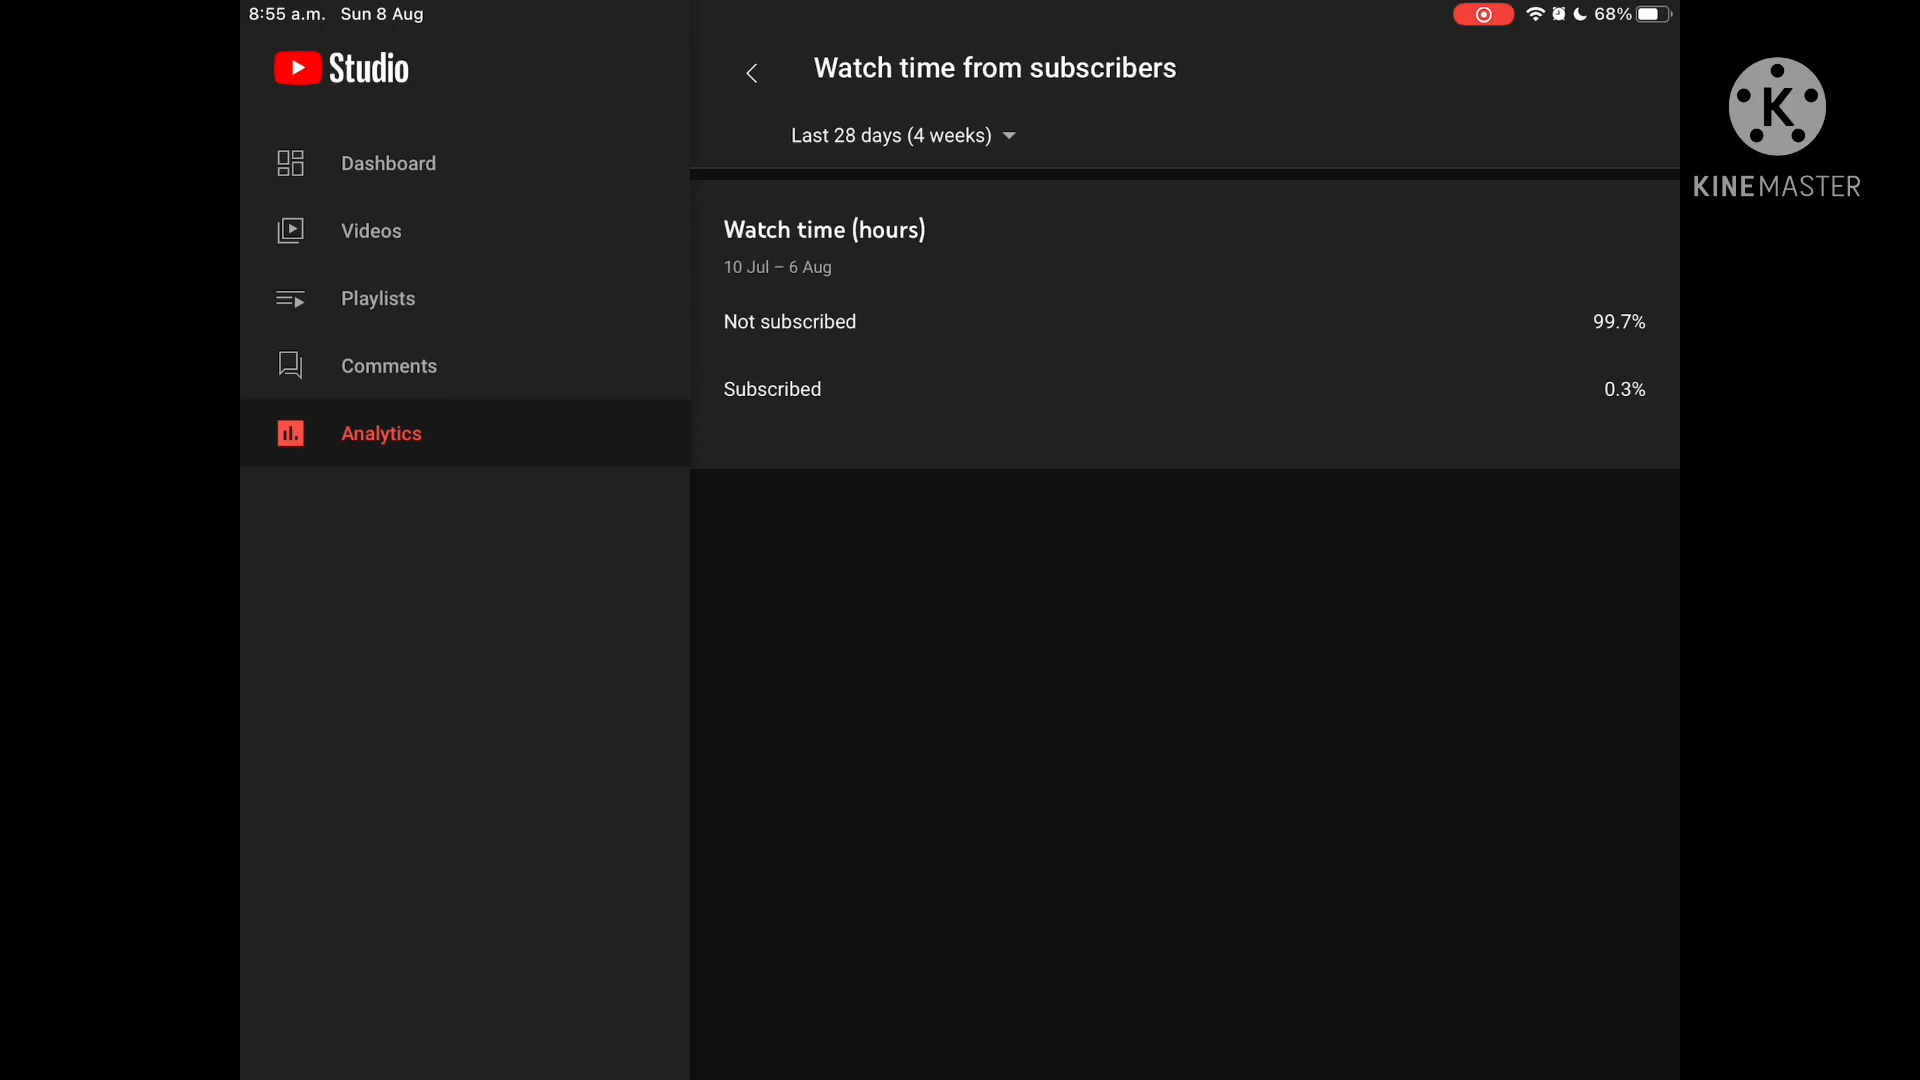 8:55 a.m. Sun 8 Aug
68%
Studio
Dashboard
Videos
Playlists
Comments
Analytics
Watch time from subscribers
Last 28 days (4 weeks)
Watch time (hours)
10 Jul – 6 Aug
Not subscribed 99.7%
Subscribed 0.3%
K
KINEMASTER